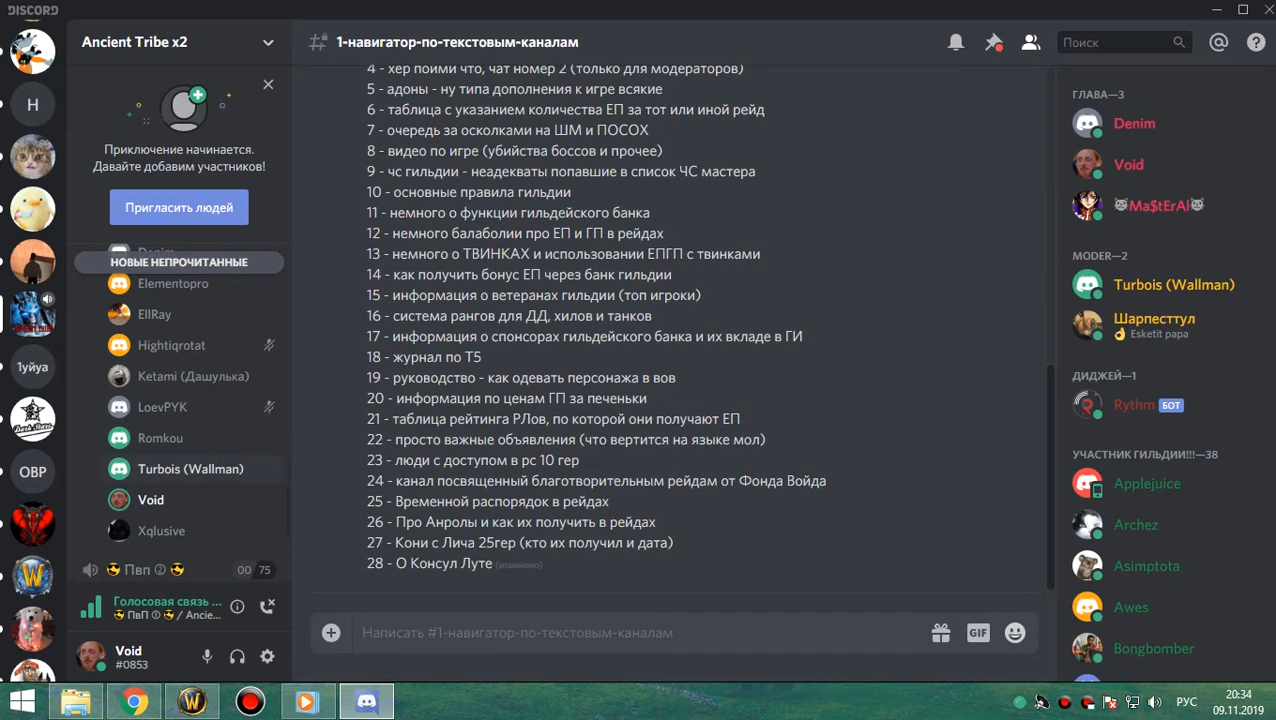 DISCORD
Ancient Tribe x2
Приключение начинается.
Давайте добавим участников!
Пригласить людей
НОВЫЕ НЕПРОЧИТАННЫЕ
Denim
Elementopro
EllRay
Hightiqrotat
Ketami (Дашулька)
LoevPYK
Romkou
Turbois (Wallman)
Void
Xqlusive
Пвп ② 00 75
Голосовая связь ...
ПвП ① / Ancie...
Void
#0853
Н
1уйуа
ОВР
1-навигатор-по-текстовым-каналам
Поиск
4 - хер пойми что, чат номер 2 (только для модераторов)
5 - адоны - ну типа дополнения к игре всякие
6 - таблица с указанием количества ЕП за тот или иной рейд
7 - очередь за осколками на ШМ и ПОСОХ
8 - видео по игре (убийства боссов и прочее)
9 - чс гильдии - неадекваты попавшие в список ЧС мастера
10 - основные правила гильдии
11 - немного о функции гильдейского банка
12 - немного балаболии про ЕП и ГП в рейдах
13 - немного о ТВИНКАХ и использовании ЕПГП с твинками
14 - как получить бонус ЕП через банк гильдии
15 - информация о ветеранах гильдии (топ игроки)
16 - система рангов для ДД, хилов и танков
17 - информация о спонсорах гильдейского банка и их вкладе в ГИ
18 - журнал по Т5
19 - руководство - как одевать персонажа в вов
20 - информация по ценам ГП за печеньки
21 - таблица рейтинга РЛов, по которой они получают ЕП
22 - просто важные объявления (что вертится на языке мол)
23 - люди с доступом в рс 10 гер
24 - канал посвященный благотворительным рейдам от Фонда Войда
25 - Временной распорядок в рейдах
26 - Про Анролы и как их получить в рейдах
27 - Кони с Лича 25гер (кто их получил и дата)
28 - О Консул Луте (изменено)
Написать #1-навигатор-по-текстовым-каналам
GIF
ГЛАВА—3
Denim
Void
Ma$tErAl
MODER—2
Turbois (Wallman)
Шарпесттул
Esketit papa
ДИДЖЕЙ—1
Rythm БОТ
УЧАСТНИК ГИЛЬДИИ!!!—38
Applejuice
Archez
Asimptota
Awes
Bongbomber
РУС
20:34
09.11.2019